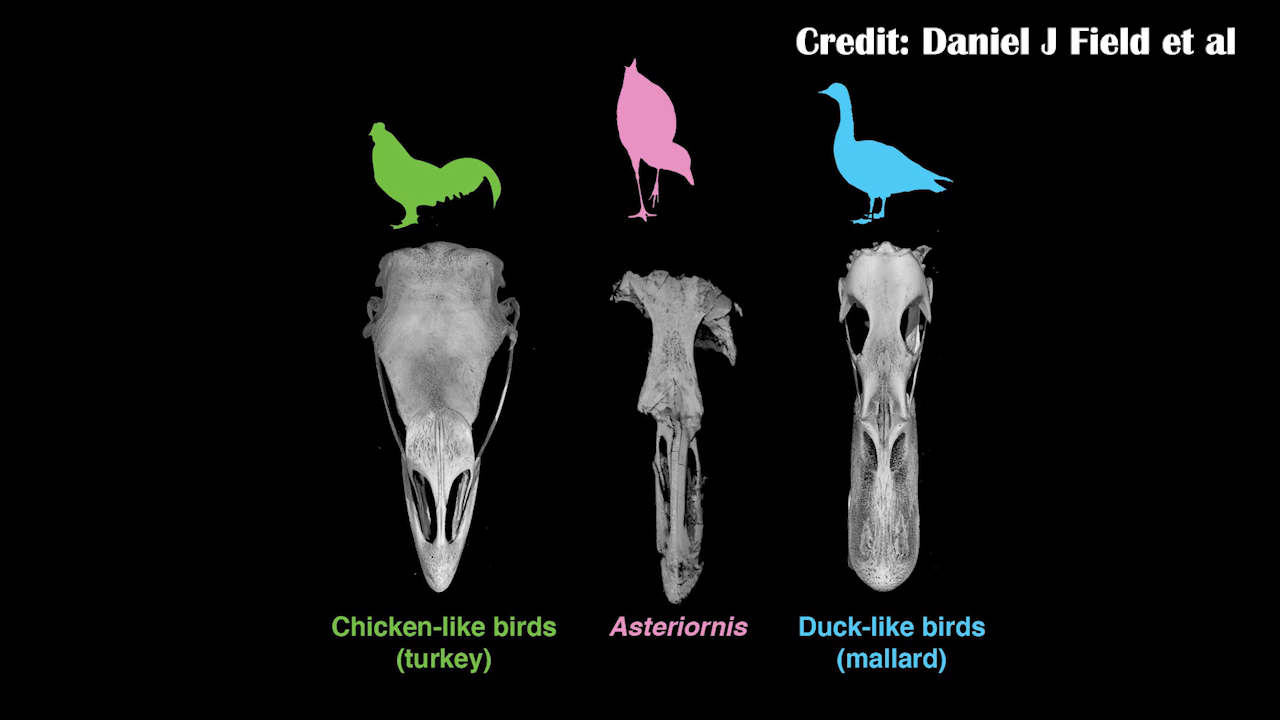 Credit: Daniel J Field et al
Chicken-like birds
(turkey)
Asteriornis
Duck-like birds
(mallard)